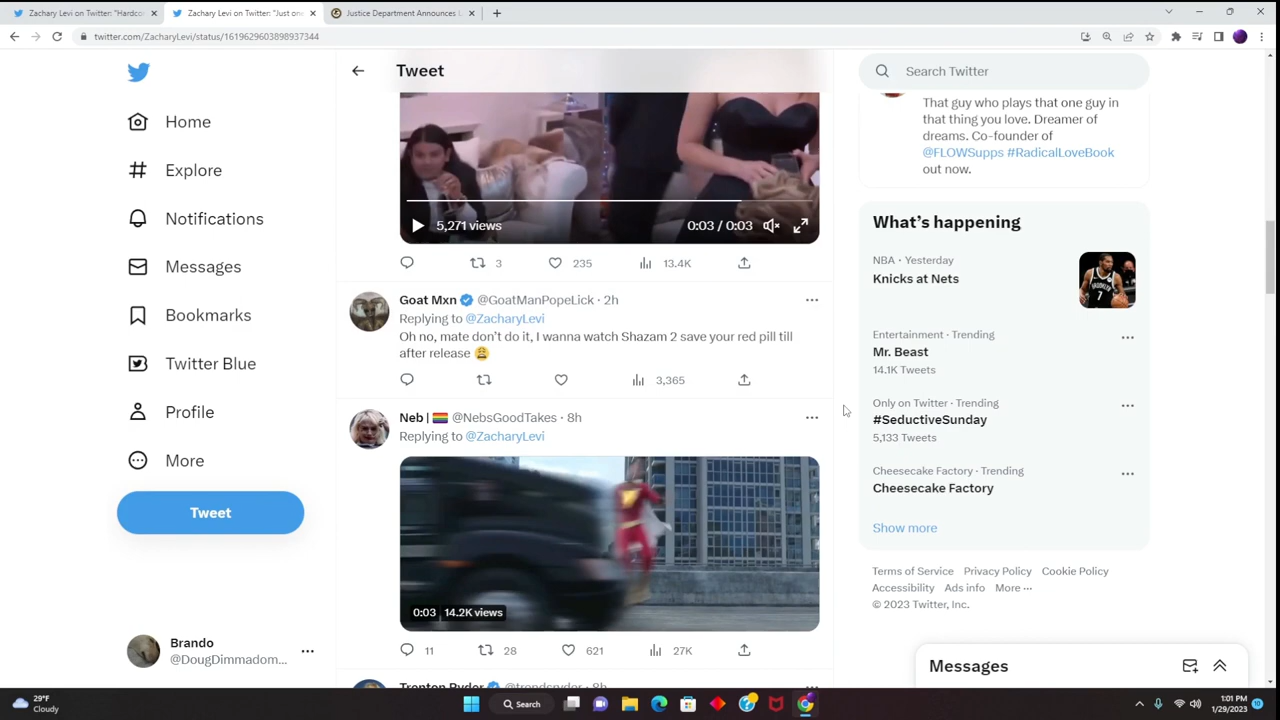 Zachary Levi on Twitter: "Hardco
Zachary Levi on Twitter: "Just one
Justice Department Announces L
twitter.com/ZacharyLevi/status/1619629603898937344
Home
Explore
Notifications
Messages
Bookmarks
Twitter Blue
Profile
More
Tweet
Brando
@DougDimmadom...
Tweet
5,271 views
0:03 / 0:03
3
235
13.4K
Goat Mxn @GoatManPopeLick · 2h
Replying to @ZacharyLevi
Oh no, mate don't do it, I wanna watch Shazam 2 save your red pill till
after release 😩
3,365
Neb | 🏳️‍🌈 @NebsGoodTakes · 8h
Replying to @ZacharyLevi
0:03 14.2K views
11
28
621
27K
Trenton Ryder @trendsryder · 8h
Search Twitter
That guy who plays that one guy in
that thing you love. Dreamer of
dreams. Co-founder of
@FLOWSupps #RadicalLoveBook
out now.
What's happening
NBA · Yesterday
Knicks at Nets
Entertainment · Trending
Mr. Beast
14.1K Tweets
Only on Twitter · Trending
#SeductiveSunday
5,133 Tweets
Cheesecake Factory · Trending
Cheesecake Factory
Show more
Terms of Service Privacy Policy Cookie Policy
Accessibility Ads info More ···
© 2023 Twitter, Inc.
Messages
29°F
Cloudy
Search
1:01 PM
1/29/2023